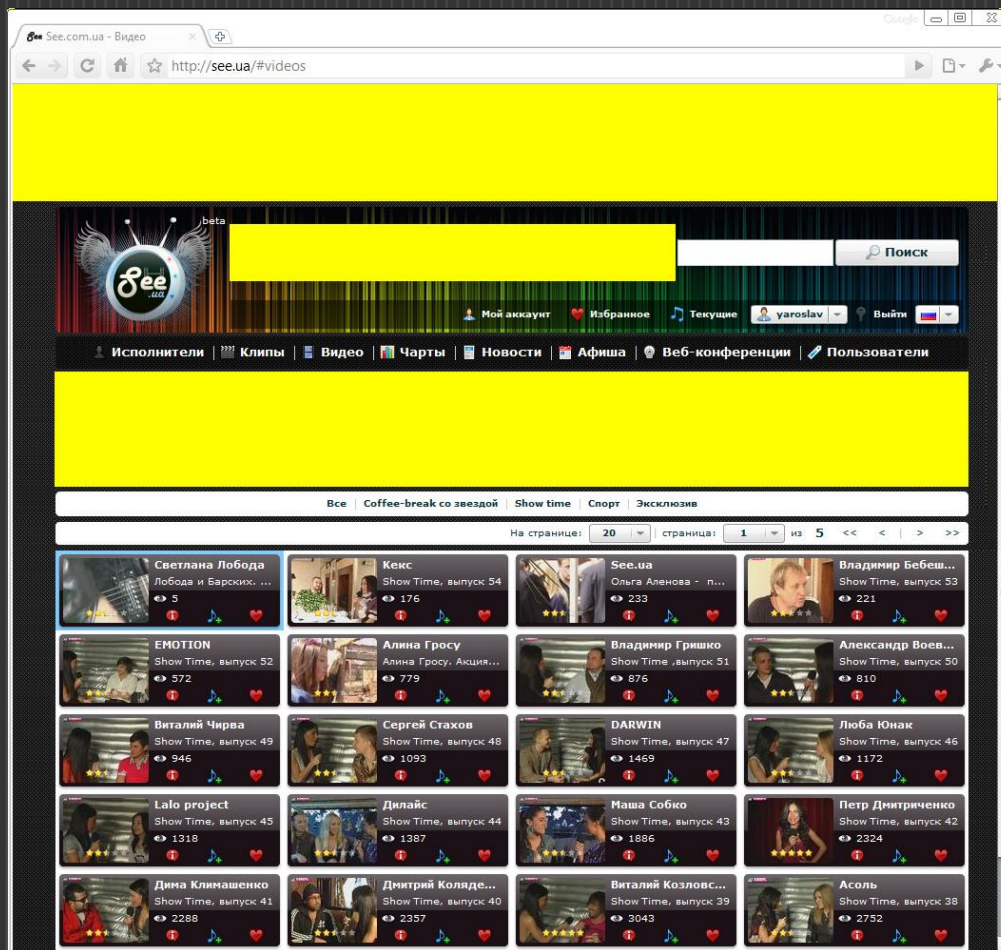 Google
See See.com.ua - Видео
http://see.ua/#videos
beta
See
.ua
Поиск
Мой аккаунт Избранное Текущие yaroslav Выйти
Исполнители | Клипы | Видео | Чарты | Новости | Афиша | Веб-конференции | Пользователи
Все | Coffee-break со звездой | Show time | Спорт | Эксклюзив
На странице: 20 | страница: 1 из 5 << < | > >>
Светлана Лобода
Лобода и Барских. ...
5
Кекс
Show Time, выпуск 54
176
See.ua
Ольга Аленова - п...
233
Владимир Бебеш...
Show Time, выпуск 53
221
EMOTION
Show Time, выпуск 52
572
Алина Гросу
Алина Гросу. Акция...
779
Владимир Гришко
Show Time ,выпуск 51
876
Александр Воев...
Show Time, выпуск 50
810
Виталий Чирва
Show Time, выпуск 49
946
Сергей Стахов
Show Time, выпуск 48
1093
DARWIN
Show Time, выпуск 47
1469
Люба Юнак
Show Time, выпуск 46
1172
Lalo project
Show Time, выпуск 45
1318
Дилайс
Show Time, выпуск 44
1387
Маша Собко
Show Time, выпуск 43
1886
Петр Дмитриченко
Show Time, выпуск 42
2324
Дима Климашенко
Show Time, выпуск 41
2288
Дмитрий Коляде...
Show Time, выпуск 40
2357
Виталий Козловс...
Show Time, выпуск 39
3043
Асоль
Show Time, выпуск 38
2752